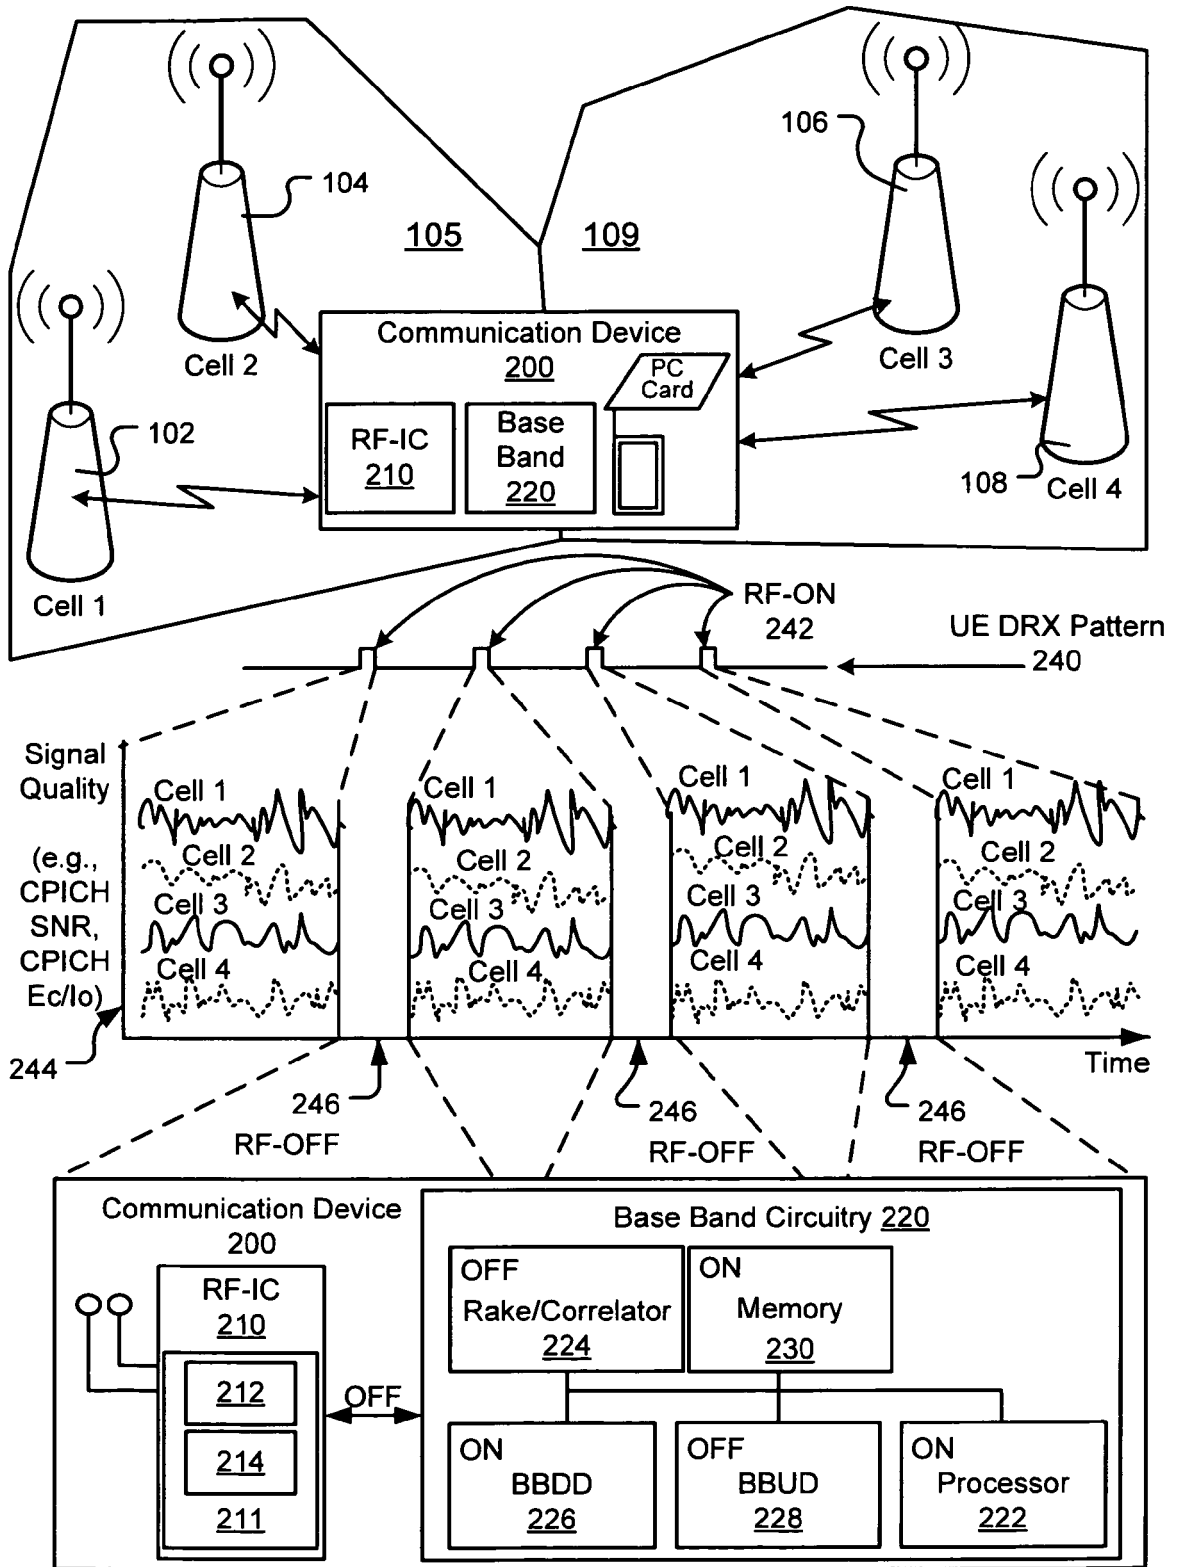 104
106
105
109
Cell 2
Cell 3
Communication Device
200
PC
Card
102
RF-IC
210
Base
Band
220
108
Cell 4
Cell 1
RF-ON
242
UE DRX Pattern
240
Signal
Quality
(e.g.,
CPICH
SNR,
CPICH
Ec/Io)
244
Cell 1
Cell 2
Cell 3
Cell 4
Cell 1
Cell 2
Cell 3
Cell 4
Cell 1
Cell 2
Cell 3
Cell 4
Cell 1
Cell 2
Cell 3
Cell 4
Time
246
RF-OFF
246
RF-OFF
246
RF-OFF
Communication Device
200
RF-IC
210
212
214
211
OFF
Base Band Circuitry 220
OFF
Rake/Correlator
224
ON
Memory
230
ON
BBDD
226
OFF
BBUD
228
ON
Processor
222